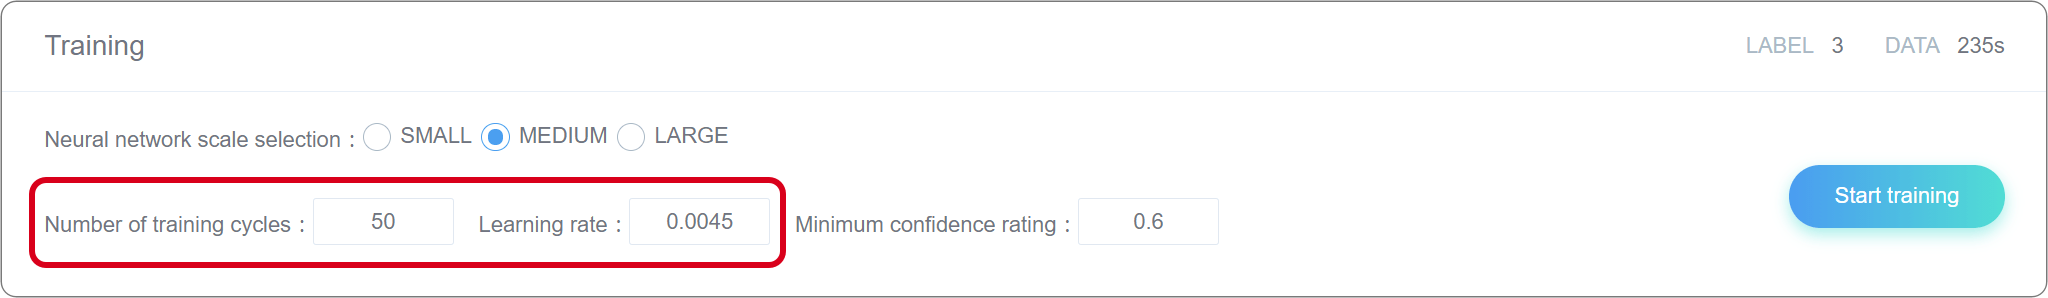 Training LABEL 3 DATA 235s
Neural network scale selection : SMALL MEDIUM LARGE
Number of training cycles : 50 Learning rate : 0.0045 Minimum confidence rating : 0.6
Start training